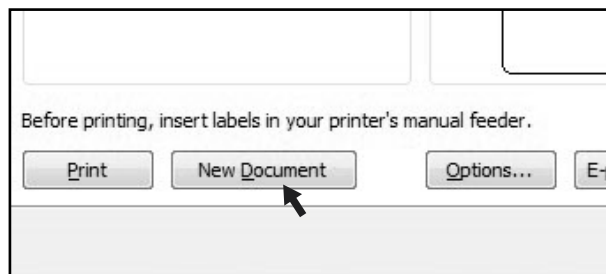 Before printing, insert labels in your printer's manual feeder.
Print New Document Options... E-